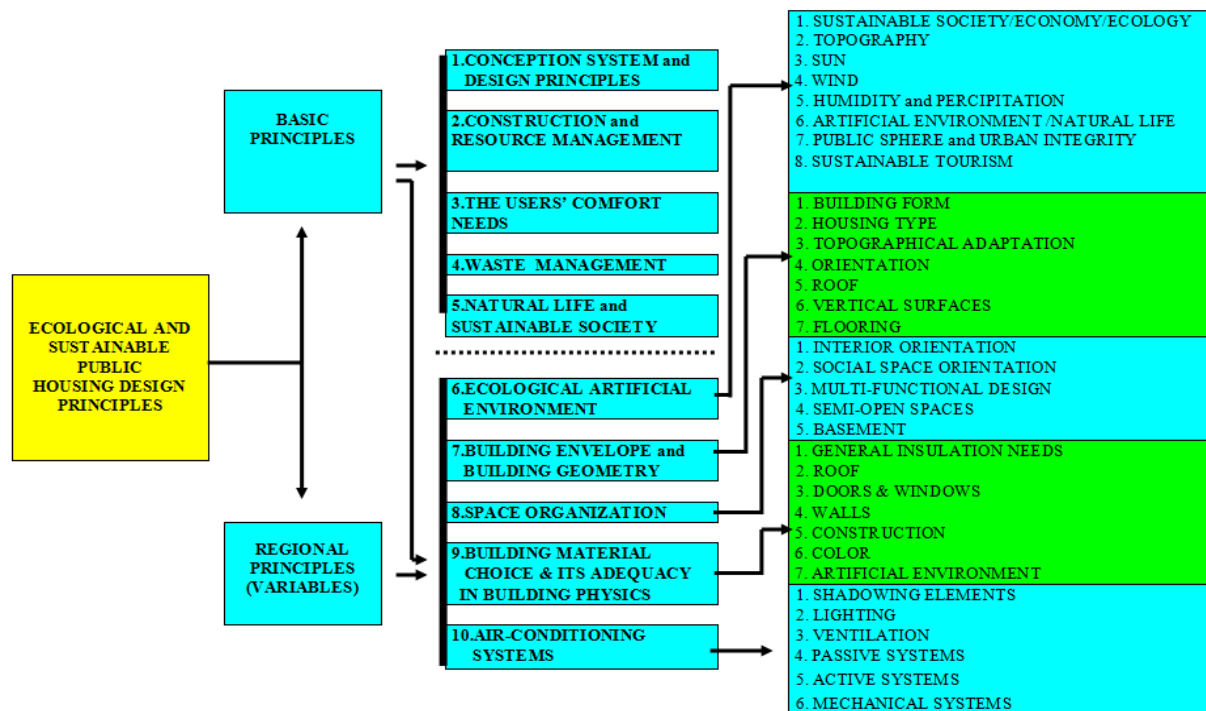 ECOLOGICAL AND
SUSTAINABLE
PUBLIC
HOUSING DESIGN
PRINCIPLES
BASIC
PRINCIPLES
REGIONAL
PRINCIPLES
(VARIABLES)
1.CONCEPTION SYSTEM and
DESIGN PRINCIPLES
2.CONSTRUCTION and
RESOURCE MANAGEMENT
3.THE USERS' COMFORT
NEEDS
4.WASTE MANAGEMENT
5.NATURAL LIFE and
SUSTAINABLE SOCIETY
6.ECOLOGICAL ARTIFICIAL
ENVIRONMENT
7.BUILDING ENVELOPE and
BUILDING GEOMETRY
8.SPACE ORGANIZATION
9.BUILDING MATERIAL
CHOICE & ITS ADEQUACY
IN BUILDING PHYSICS
10.AIR-CONDITIONING
SYSTEMS
1. SUSTAINABLE SOCIETY/ECONOMY/ECOLOGY
2. TOPOGRAPHY
3. SUN
4. WIND
5. HUMIDITY and PERCIPITATION
6. ARTIFICIAL ENVIRONMENT /NATURAL LIFE
7. PUBLIC SPHERE and URBAN INTEGRITY
8. SUSTAINABLE TOURISM
1. BUILDING FORM
2. HOUSING TYPE
3. TOPOGRAPHICAL ADAPTATION
4. ORIENTATION
5. ROOF
6. VERTICAL SURFACES
7. FLOORING
1. INTERIOR ORIENTATION
2. SOCIAL SPACE ORIENTATION
3. MULTI-FUNCTIONAL DESIGN
4. SEMI-OPEN SPACES
5. BASEMENT
1. GENERAL INSULATION NEEDS
2. ROOF
3. DOORS & WINDOWS
4. WALLS
5. CONSTRUCTION
6. COLOR
7. ARTIFICIAL ENVIRONMENT
1. SHADOWING ELEMENTS
2. LIGHTING
3. VENTILATION
4. PASSIVE SYSTEMS
5. ACTIVE SYSTEMS
6. MECHANICAL SYSTEMS